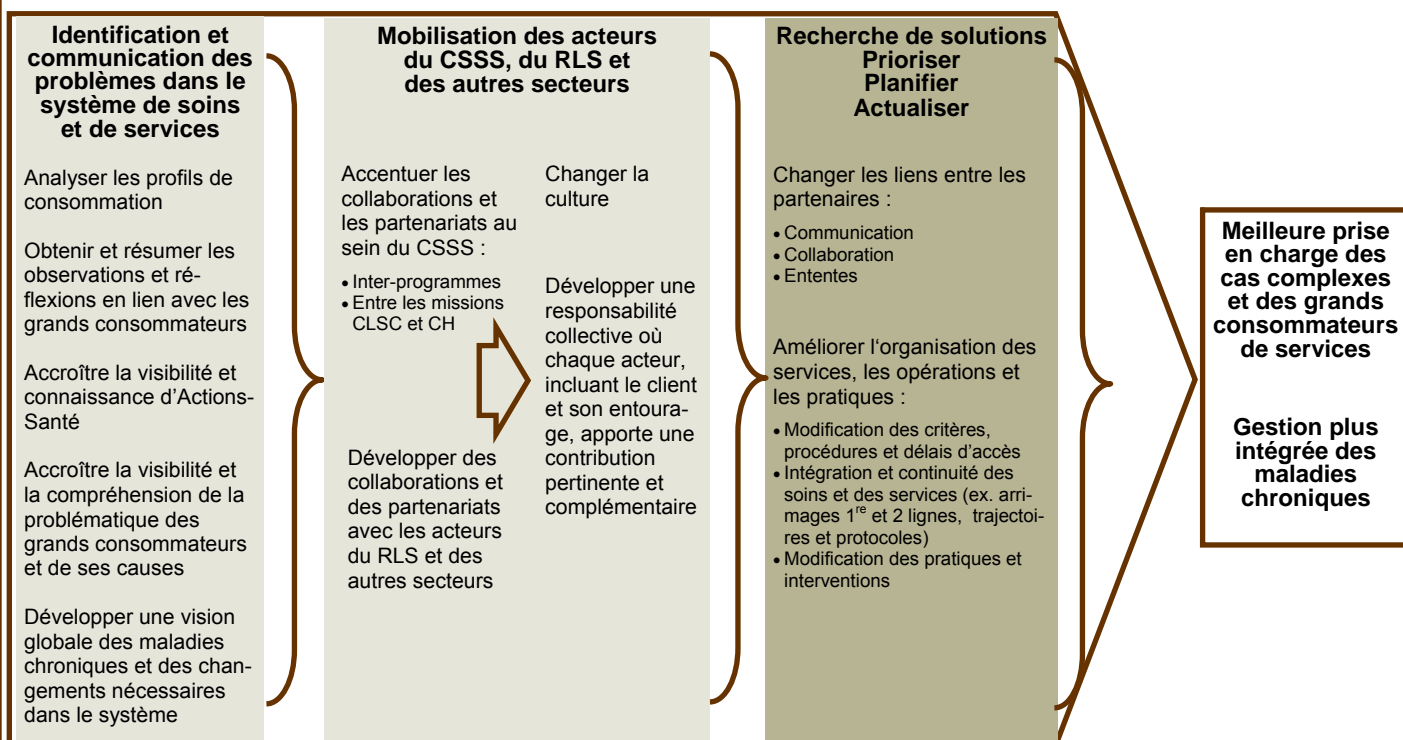 Identification et
communication des
problèmes dans le
système de soins
et de services
Analyser les profils de
consommation
Obtenir et résumer les
observations et ré-
flexions en lien avec les
grands consommateurs
Accroître la visibilité et
connaissance d’Actions-
Santé
Accroître la visibilité et
la compréhension de la
problématique des
grands consommateurs
et de ses causes
Développer une vision
globale des maladies
chroniques et des chan-
gements nécessaires
dans le système
Mobilisation des acteurs
du CSSS, du RLS et
des autres secteurs
Accentuer les
collaborations et
les partenariats au
sein du CSSS :
• Inter-programmes
• Entre les missions
CLSC et CH
Développer des
collaborations et
des partenariats
avec les acteurs
du RLS et des
autres secteurs
Changer la
culture
Développer une
responsabilité
collective où
chaque acteur,
incluant le client
et son entoura-
ge, apporte une
contribution
pertinente et
complémentaire
Recherche de solutions
Prioriser
Planifier
Actualiser
Changer les liens entre les
partenaires :
• Communication
• Collaboration
• Ententes
Améliorer l‘organisation des
services, les opérations et
les pratiques :
• Modification des critères,
procédures et délais d’accès
• Intégration et continuité des
soins et des services (ex. arri-
mages 1re et 2 lignes, trajectoi-
res et protocoles)
• Modification des pratiques et
interventions
Meilleure prise
en charge des
cas complexes
et des grands
consommateurs
de services
Gestion plus
intégrée des
maladies
chroniques